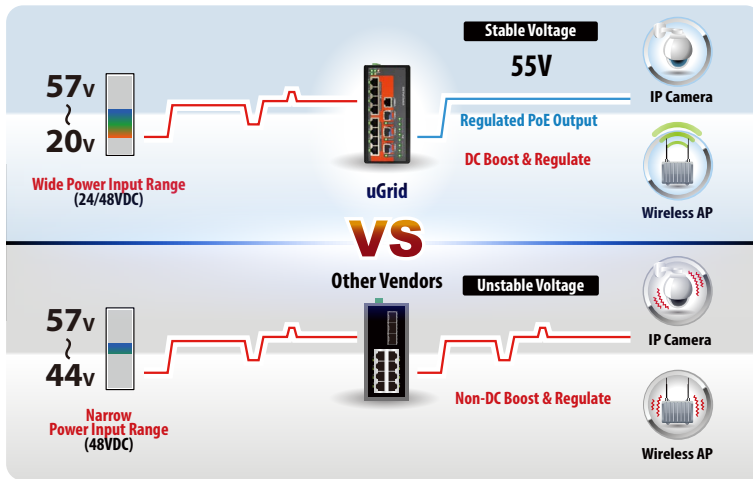 Stable Voltage
57V
~
20V
55V
IP Camera
Regulated PoE Output
DC Boost & Regulate
Wide Power Input Range
(24/48VDC)
uGrid
Wireless AP
VS
Other Vendors
Unstable Voltage
57V
~
44V
IP Camera
Non-DC Boost & Regulate
Narrow
Power Input Range
(48VDC)
Wireless AP